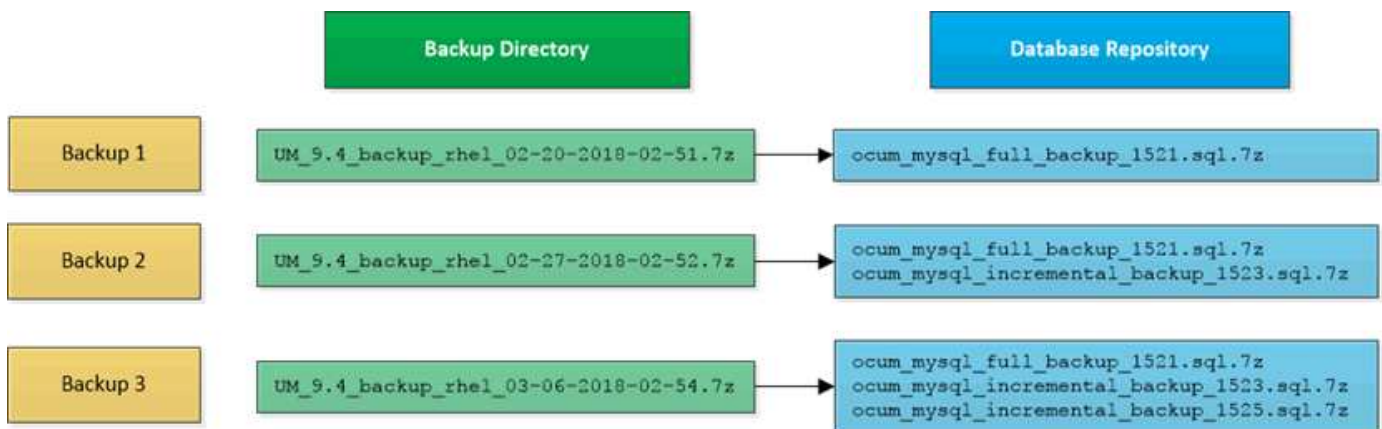 Backup Directory
Database Repository
Backup 1
UM_9.4_backup_rhel_02-20-2018-02-51.7z
ocum_mysql_full_backup_1521.sql.7z
Backup 2
UM_9.4_backup_rhel_02-27-2018-02-52.7z
ocum_mysql_full_backup_1521.sql.7z
ocum_mysql_incremental_backup_1523.sql.7z
Backup 3
UM_9.4_backup_rhel_03-06-2018-02-54.7z
ocum_mysql_full_backup_1521.sql.7z
ocum_mysql_incremental_backup_1523.sql.7z
ocum_mysql_incremental_backup_1525.sql.7z